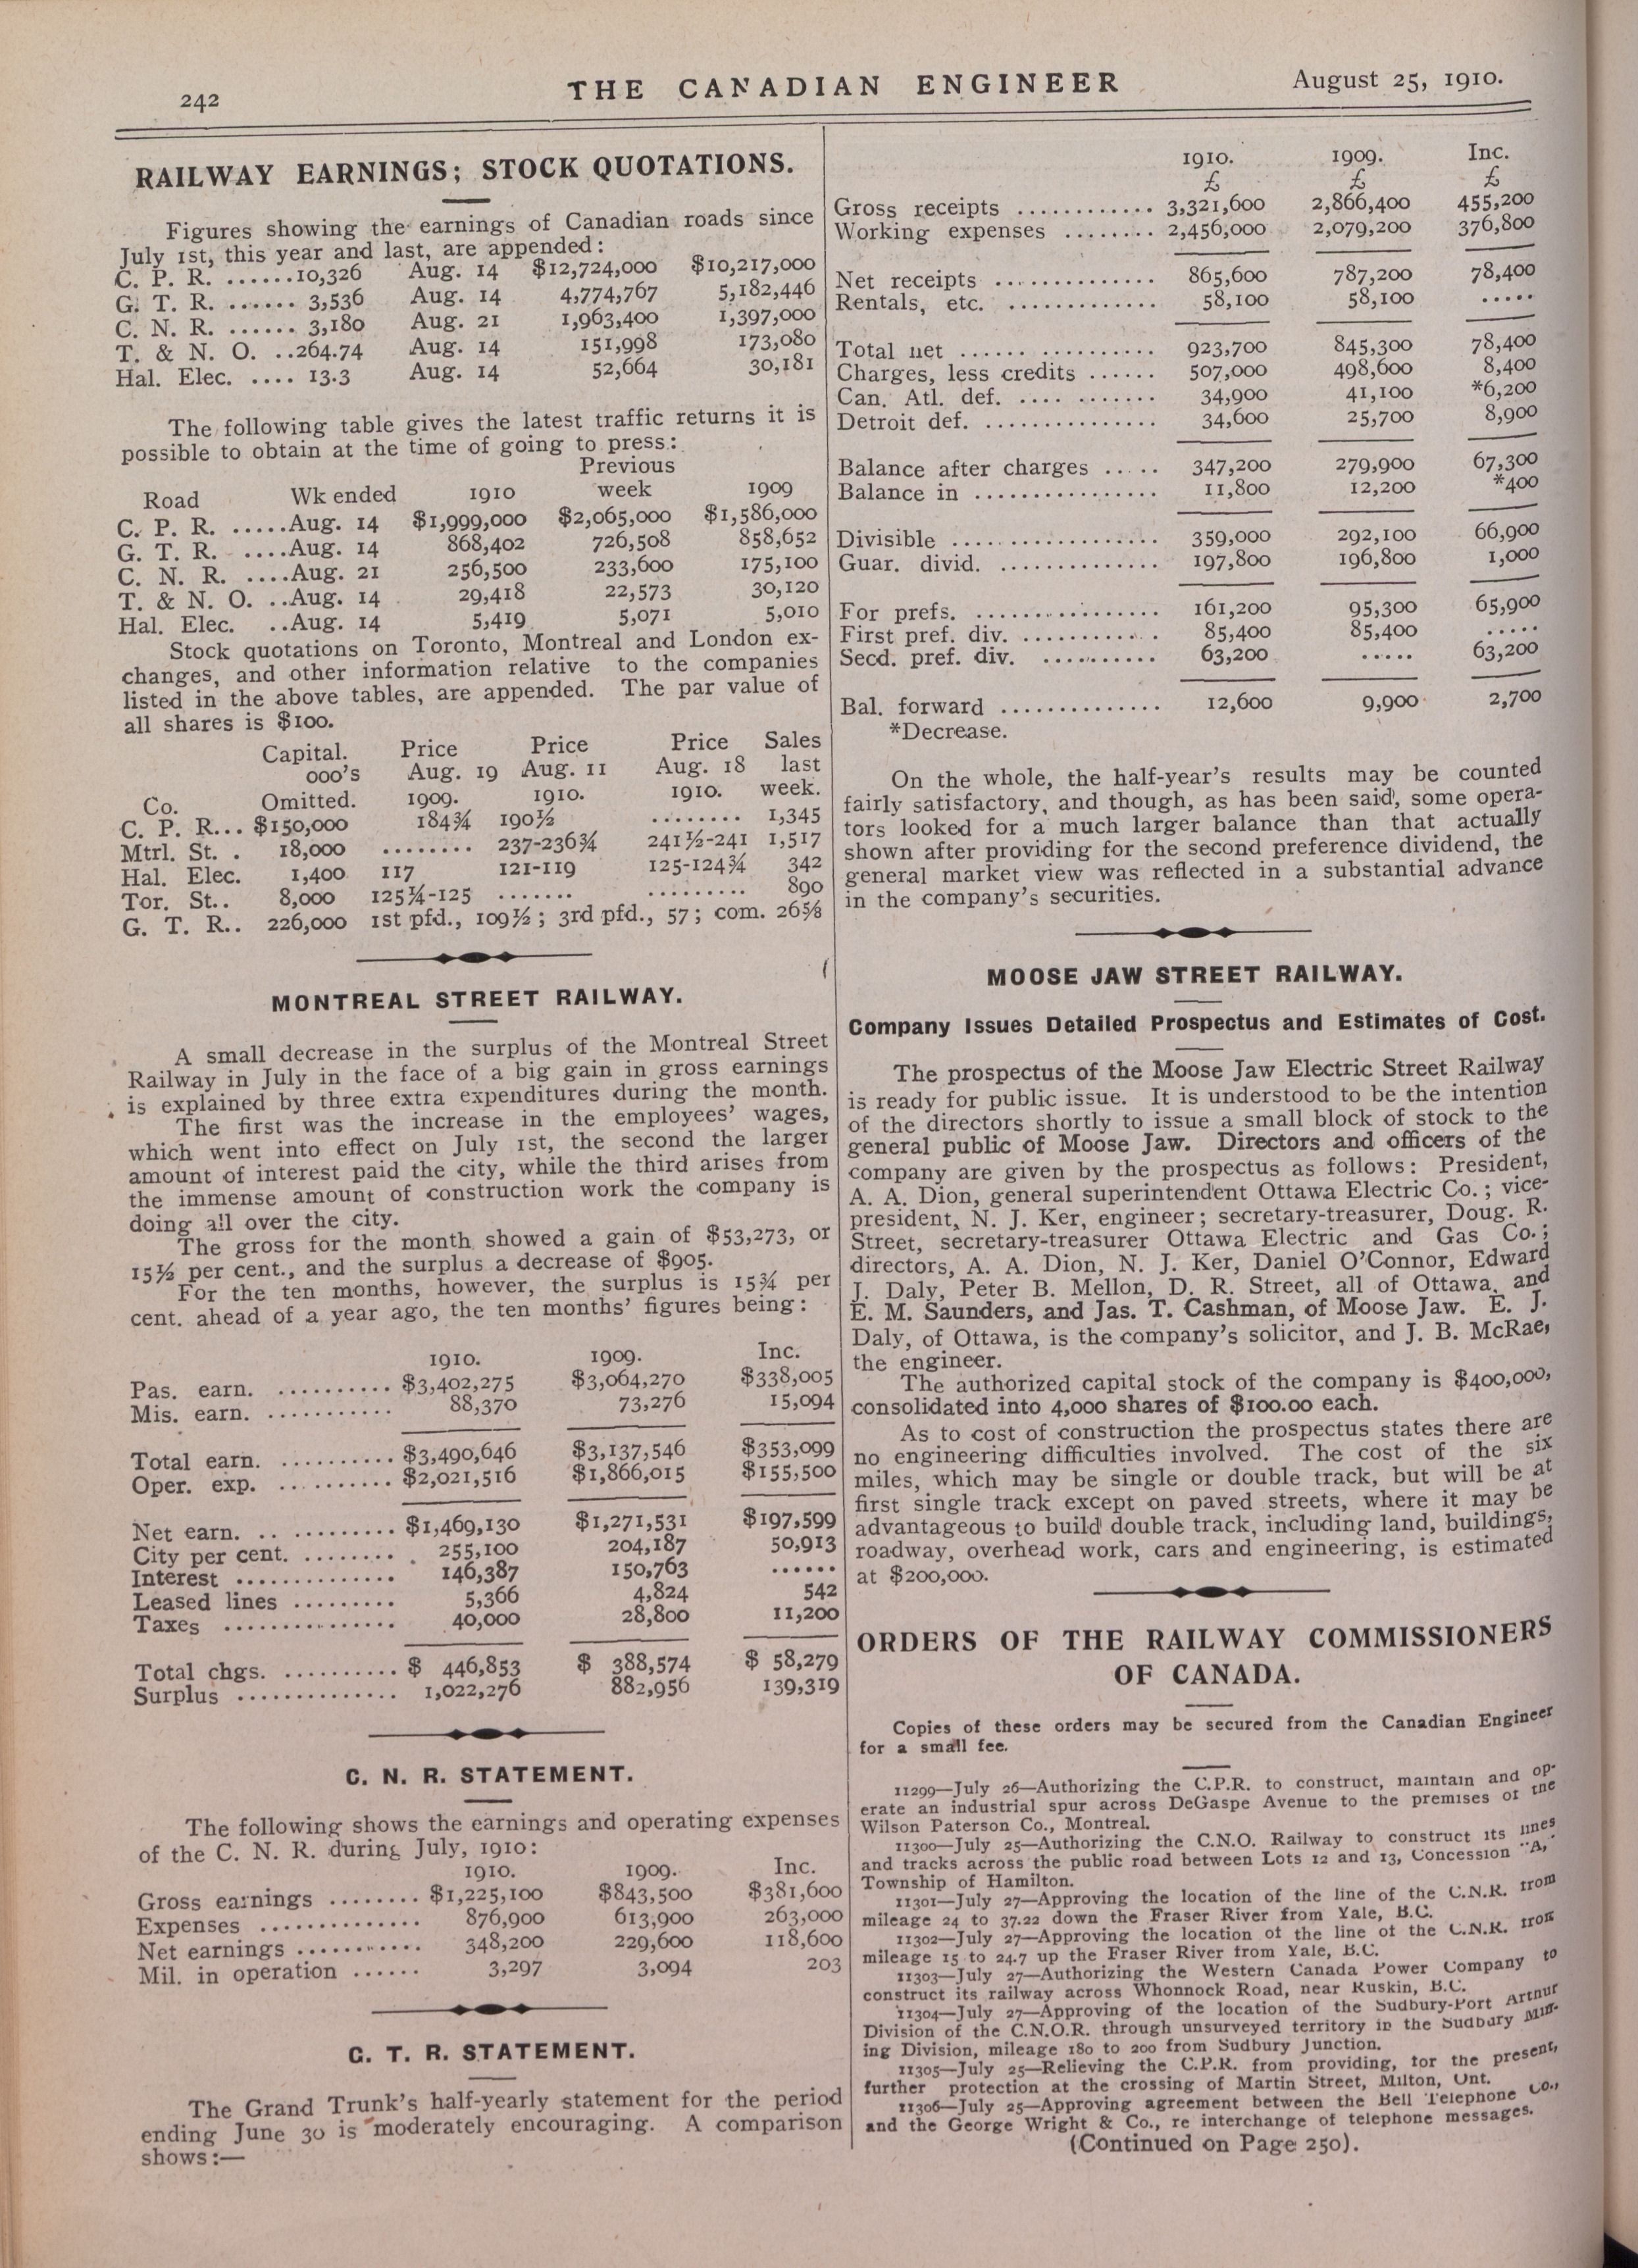 242
THE CANADIAN ENGINEER
August 25, 1910.
RAILWAY EARNINGS; STOCK QUOTATIONS.
Figures showing the earnings of Canadian roads since
July 1st, this year and last, are appended:
C. P. R. ......10,326 Aug. 14 $12,724,000 $10,217,000
G. T. R. ...... 3,536 Aug. 14 4,774,767 5,182,446
C. N. R. ...... 3,180 Aug. 21 1,963,400 1,397,000
T. & N. O. ..264.74 Aug. 14 151,998 173,080
Hal. Elec. .... 13.3 Aug. 14 52,664 30,181
The following table gives the latest traffic returns it is
possible to obtain at the time of going to press:
Previous
Road Wk ended 1910 week 1909
C. P. R. .....Aug. 14 $1,999,000 $2,065,000 $1,586,000
G. T. R. ....Aug. 14 868,402 726,508 858,652
C. N. R. ....Aug. 21 256,500 233,600 175,100
T. & N. O. ..Aug. 14 29,418 22,573 30,120
Hal. Elec. ..Aug. 14 5,419 5,071 5,010
Stock quotations on Toronto, Montreal and London ex-
changes, and other information relative to the companies
listed in the above tables, are appended. The par value of
all shares is $100.
Capital. Price Price Price Sales
000's Aug. 19 Aug. 11 Aug. 18 last
Co. Omitted. 1909. 1910. 1910. week.
C. P. R... $150,000 184¾ 190½ ........ 1,345
Mtrl. St. . 18,000 ........ 237-236¾ 241½-241 1,517
Hal. Elec. 1,400 117 121-119 125-124¾ 342
Tor. St.. 8,000 125¼-125 ....... ......... 890
G. T. R.. 226,000 1st pfd., 109½; 3rd pfd., 57; com. 26⅝
MONTREAL STREET RAILWAY.
A small decrease in the surplus of the Montreal Street
Railway in July in the face of a big gain in gross earnings
is explained by three extra expenditures during the month.
The first was the increase in the employees' wages,
which went into effect on July 1st, the second the larger
amount of interest paid the city, while the third arises from
the immense amount of construction work the company is
doing all over the city.
The gross for the month showed a gain of $53,273, or
15½ per cent., and the surplus a decrease of $905.
For the ten months, however, the surplus is 15¾ per
cent. ahead of a year ago, the ten months' figures being:
1910. 1909. Inc.
Pas. earn. .......... $3,402,275 $3,064,270 $338,005
Mis. earn. ........... 88,370 73,276 15,094
Total earn. .......... $3,490,646 $3,137,546 $353,099
Oper. exp. .......... $2,021,516 $1,866,015 $155,500
Net earn. .. ......... $1,469,130 $1,271,531 $197,599
City per cent. ........ 255,100 204,187 50,913
Interest .............. 146,387 150,763 ......
Leased lines ......... 5,366 4,824 542
Taxes ............... 40,000 28,800 11,200
Total chgs. .......... $ 446,853 $ 388,574 $ 58,279
Surplus .............. 1,022,276 882,956 139,319
C. N. R. STATEMENT.
The following shows the earnings and operating expenses
of the C. N. R. during July, 1910:
1910. 1909. Inc.
Gross earnings ........ $1,225,100 $843,500 $381,600
Expenses .............. 876,900 613,900 263,000
Net earnings ........... 348,200 229,600 118,600
Mil. in operation ...... 3,297 3,094 203
G. T. R. STATEMENT.
The Grand Trunk's half-yearly statement for the period
ending June 30 is moderately encouraging. A comparison
shows:—
1910. 1909. Inc.
£ £ £
Gross receipts ............ 3,321,600 2,866,400 455,200
Working expenses ........ 2,456,000 2,079,200 376,800
Net receipts .............. 865,600 787,200 78,400
Rentals, etc. ............. 58,100 58,100 .....
Total net ...... .......... 923,700 845,300 78,400
Charges, less credits ...... 507,000 498,600 8,400
Can. Atl. def. .... ....... 34,900 41,100 *6,200
Detroit def. ............... 34,600 25,700 8,900
Balance after charges ..... 347,200 279,900 67,300
Balance in ................ 11,800 12,200 *400
Divisible .................. 359,000 292,100 66,900
Guar. divid. .............. 197,800 196,800 1,000
For prefs. ................ 161,200 95,300 65,900
First pref. div. ............ 85,400 85,400 .....
Secd. pref. div. .......... 63,200 ..... 63,200
Bal. forward .............. 12,600 9,900 2,700
*Decrease.
On the whole, the half-year's results may be counted
fairly satisfactory, and though, as has been said, some opera-
tors looked for a much larger balance than that actually
shown after providing for the second preference dividend, the
general market view was reflected in a substantial advance
in the company's securities.
MOOSE JAW STREET RAILWAY.
Company Issues Detailed Prospectus and Estimates of Cost.
The prospectus of the Moose Jaw Electric Street Railway
is ready for public issue. It is understood to be the intention
of the directors shortly to issue a small block of stock to the
general public of Moose Jaw. Directors and officers of the
company are given by the prospectus as follows: President,
A. A. Dion, general superintendent Ottawa Electric Co.; vice-
president, N. J. Ker, engineer; secretary-treasurer, Doug. R.
Street, secretary-treasurer Ottawa Electric and Gas Co.;
directors, A. A. Dion, N. J. Ker, Daniel O'Connor, Edward
J. Daly, Peter B. Mellon, D. R. Street, all of Ottawa, and
E. M. Saunders, and Jas. T. Cashman, of Moose Jaw. E. J.
Daly, of Ottawa, is the company's solicitor, and J. B. McRae,
the engineer.
The authorized capital stock of the company is $400,000,
consolidated into 4,000 shares of $100.00 each.
As to cost of construction the prospectus states there are
no engineering difficulties involved. The cost of the six
miles, which may be single or double track, but will be at
first single track except on paved streets, where it may be
advantageous to build double track, including land, buildings,
roadway, overhead work, cars and engineering, is estimated
at $200,000.
ORDERS OF THE RAILWAY COMMISSIONERS
OF CANADA.
Copies of these orders may be secured from the Canadian Engineer
for a small fee.
11299—July 26—Authorizing the C.P.R. to construct, maintain and op-
erate an industrial spur across DeGaspe Avenue to the premises of the
Wilson Paterson Co., Montreal.
11300—July 25—Authorizing the C.N.O. Railway to construct its lines
and tracks across the public road between Lots 12 and 13, Concession "A,"
Township of Hamilton.
11301—July 27—Approving the location of the line of the C.N.R. from
mileage 24 to 37.22 down the Fraser River from Yale, B.C.
11302—July 27—Approving the location of the line of the C.N.R. from
mileage 15 to 24.7 up the Fraser River from Yale, B.C.
11303—July 27—Authorizing the Western Canada Power Company to
construct its railway across Whonnock Road, near Ruskin, B.C.
11304—July 27—Approving of the location of the Sudbury-Port Arthur
Division of the C.N.O.R. through unsurveyed territory in the Sudbury Min-
ing Division, mileage 180 to 200 from Sudbury Junction.
11305—July 25—Relieving the C.P.R. from providing, for the present,
further protection at the crossing of Martin Street, Milton, Ont.
11306—July 25—Approving agreement between the Bell Telephone Co.,
and the George Wright & Co., re interchange of telephone messages.
(Continued on Page 250).